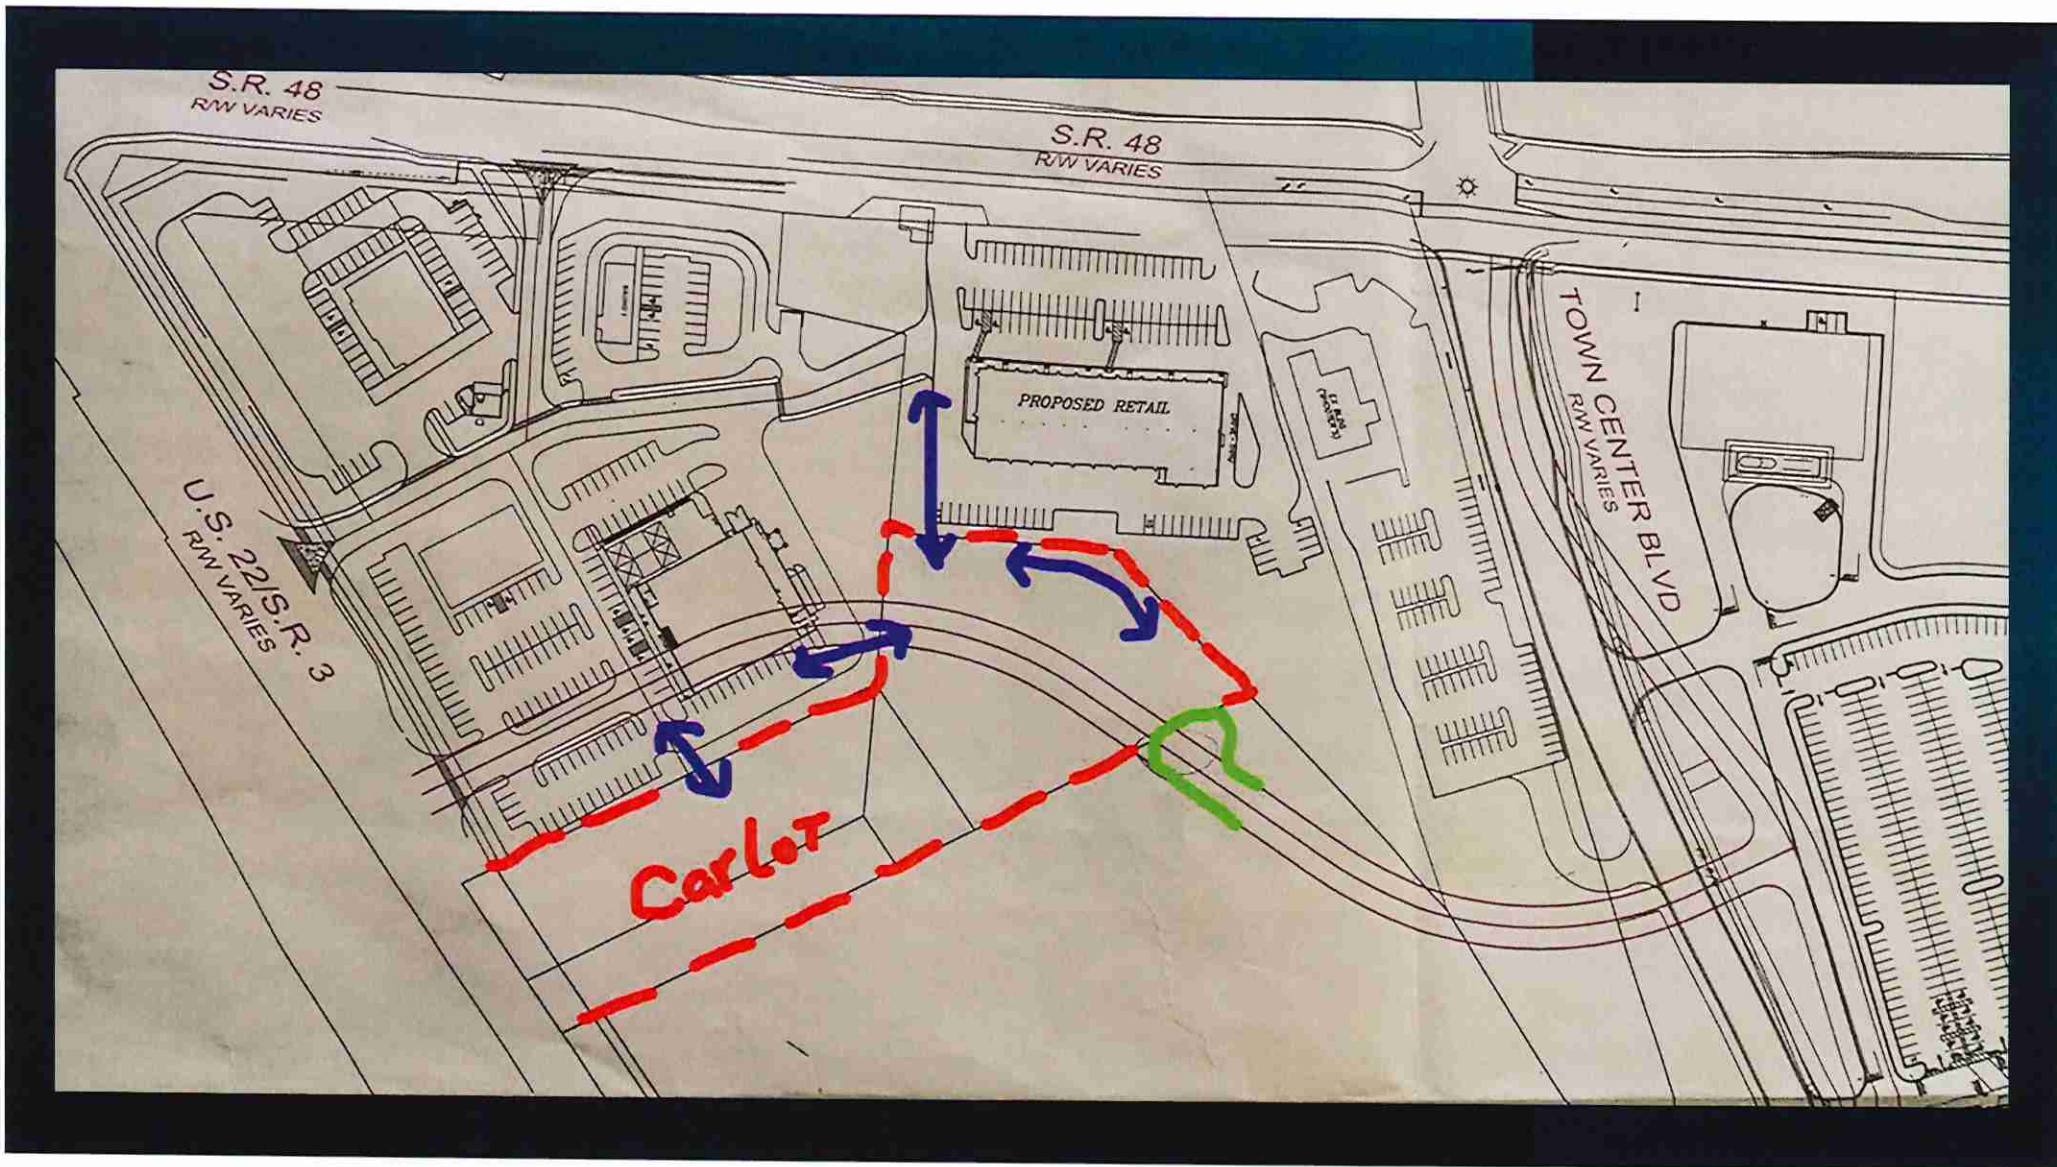 S.R. 48
R/W VARIES
S.R. 48
R/W VARIES
PROPOSED RETAIL
TOWN CENTER BLVD
R/W VARIES
U.S. 22/S.R. 3
R/W VARIES
CarloT